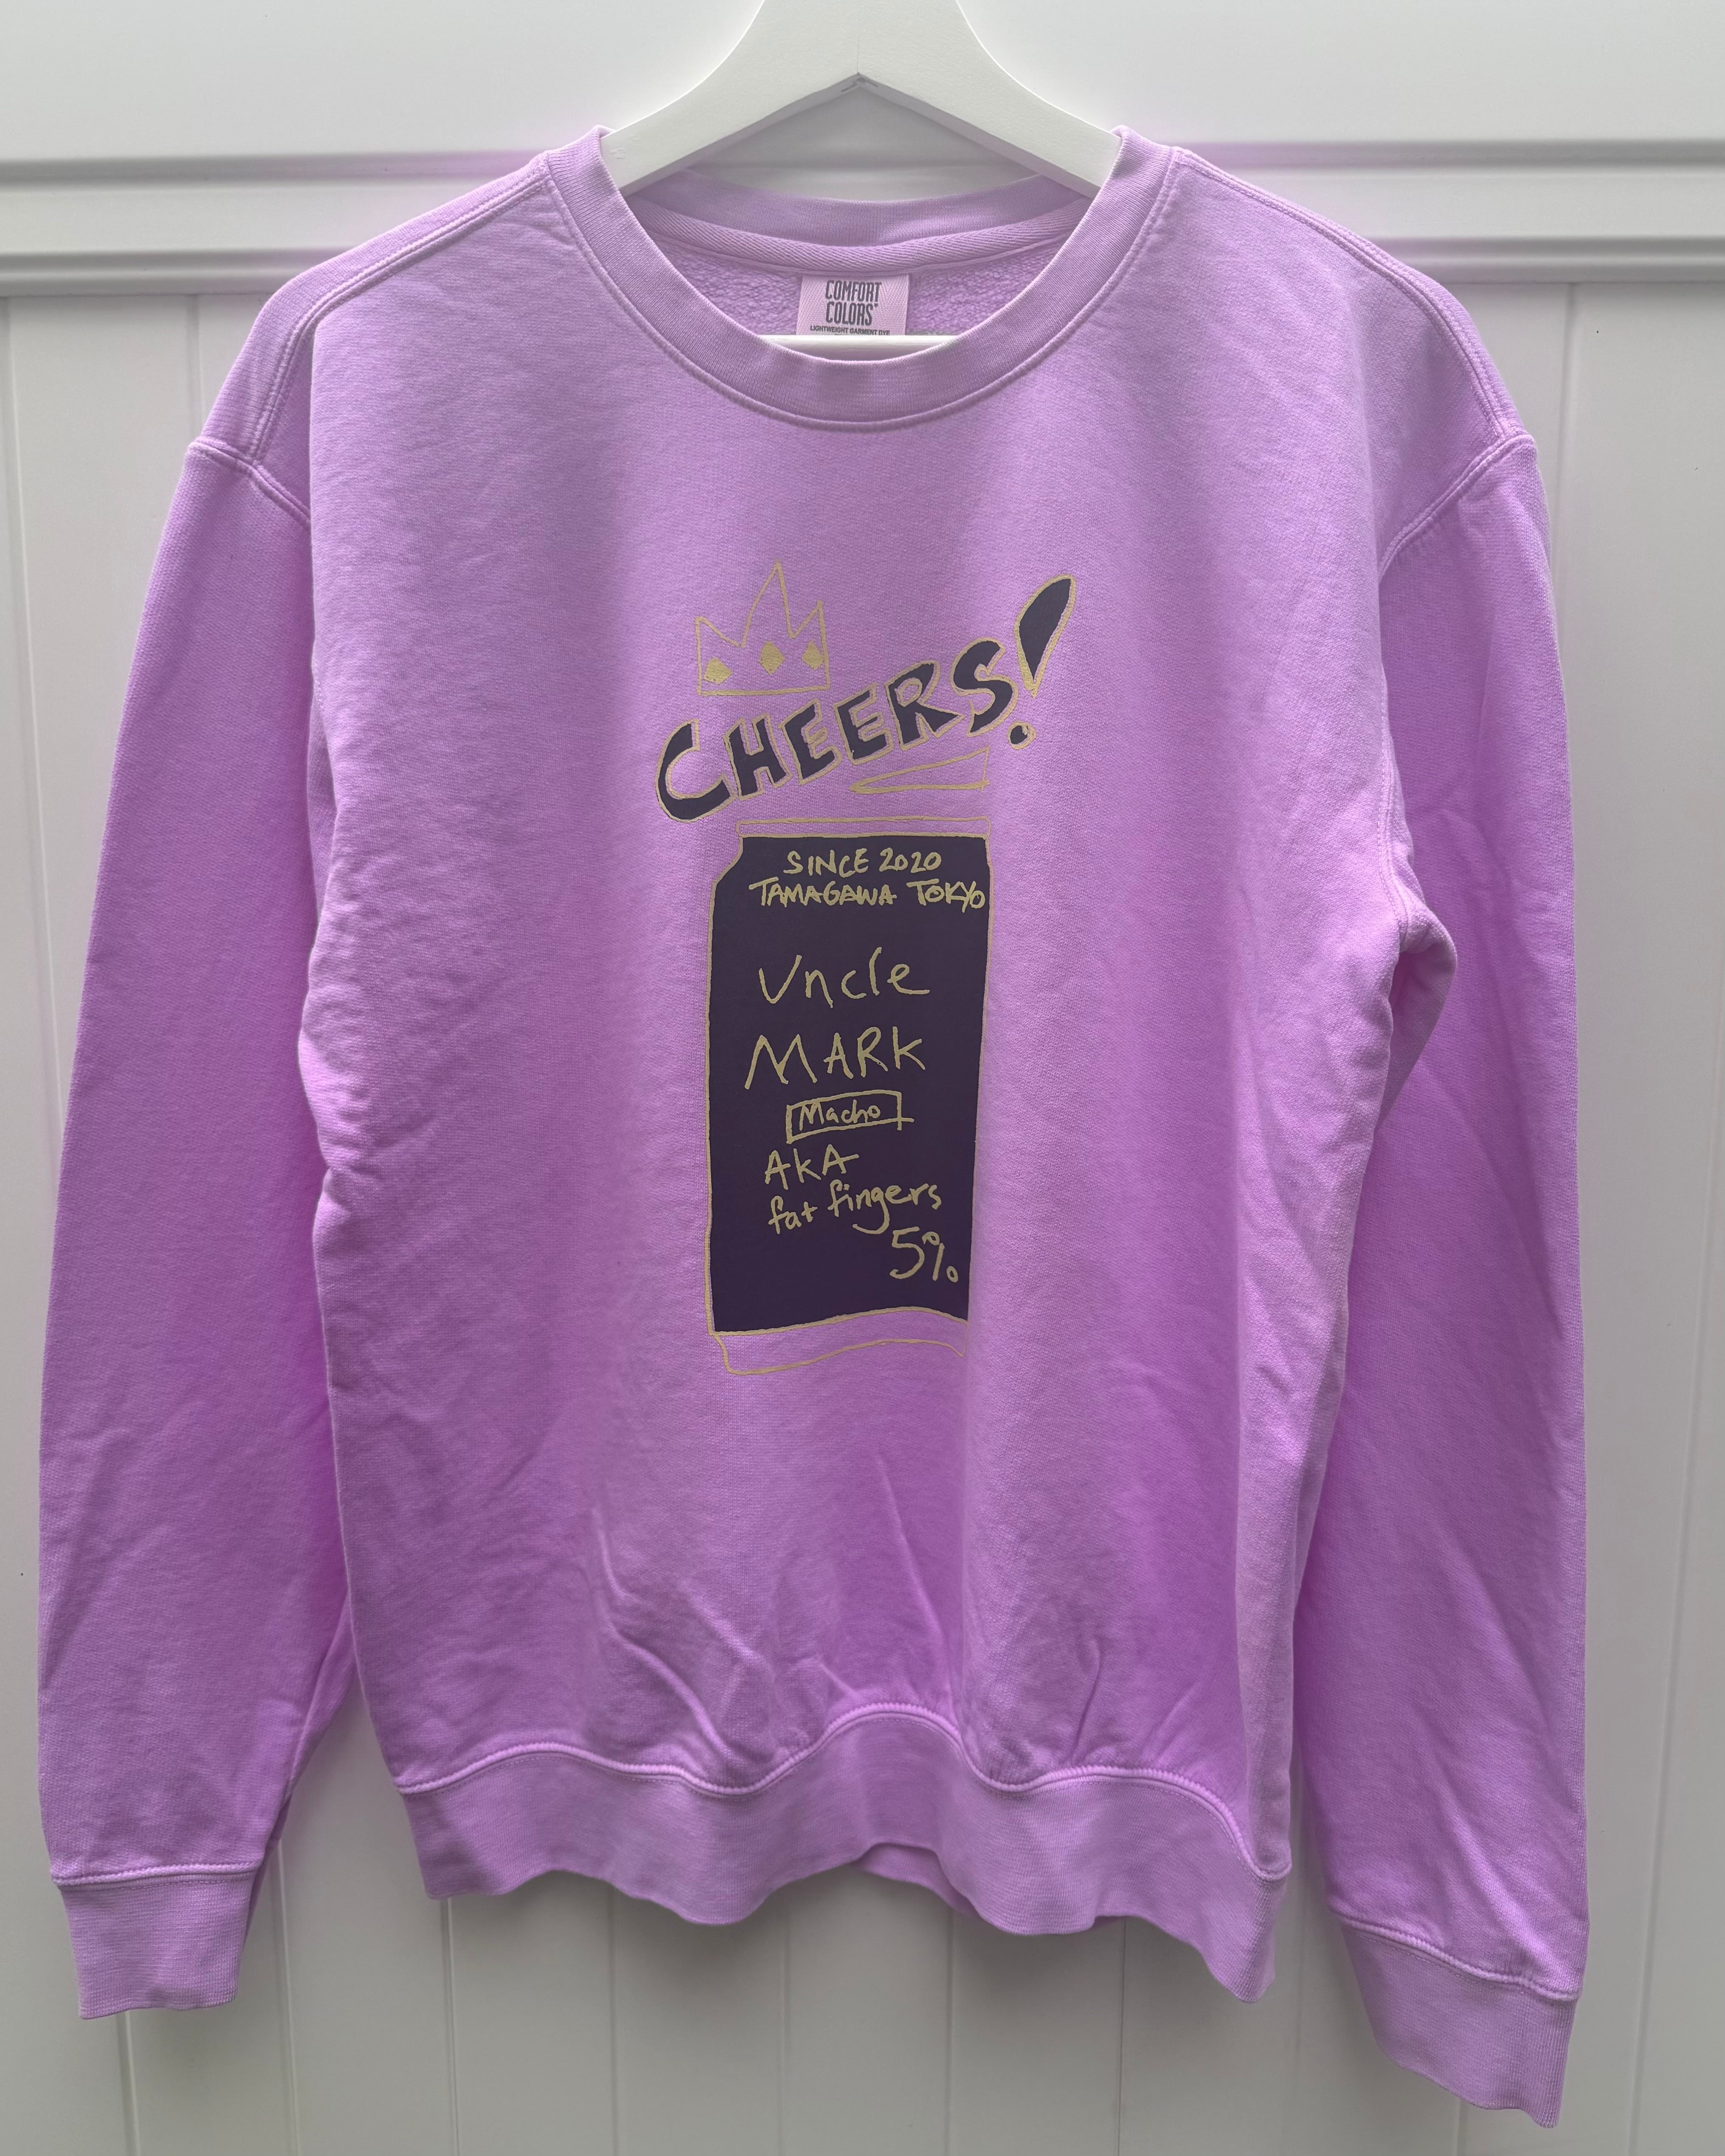 COMFORT
COLORS®
LIGHTWEIGHT GARMENT DYE
CHEERS!
SINCE 2020
TAMAGAWA TOKYO
Uncle
MARK
Macho
AKA
fat fingers
5%